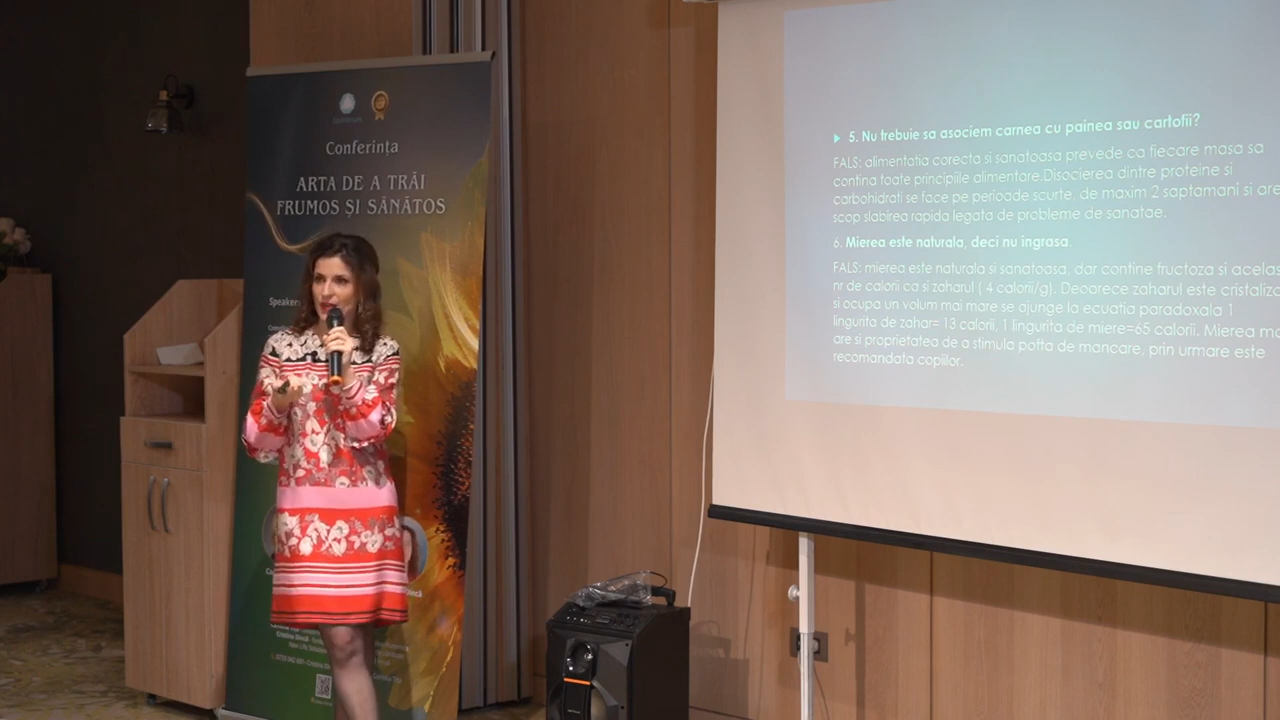 Conferința
ARTA DE A TRĂI
FRUMOS ȘI SĂNĂTOS
Speaker
5. Nu trebuie sa asociem carnea cu painea sau cartofii?
FALS: alimentatia corecta si sanatoasa prevede ca fiecare masa sa
contina toate principiile alimentare.Disocierea dintre proteine si
carbohidrati se face pe perioade scurte, de maxim 2 saptamani si are
scop slabirea rapida legata de probleme de sanatae.
6. Mierea este naturala, deci nu ingrasa.
FALS: mierea este naturala si sanatoasa, dar contine fructoza si acelas
nr de calorii ca si zaharul ( 4 calorii/g). Deoarece zaharul este cristaliza
si ocupa un volum mai mare se ajunge la ecuatia paradoxala 1
lingurita de zahar= 13 calorii, 1 lingurita de miere=65 calorii. Mierea ma
are si proprietatea de a stimula pofta de mancare, prin urmare este
recomandata copiilor.